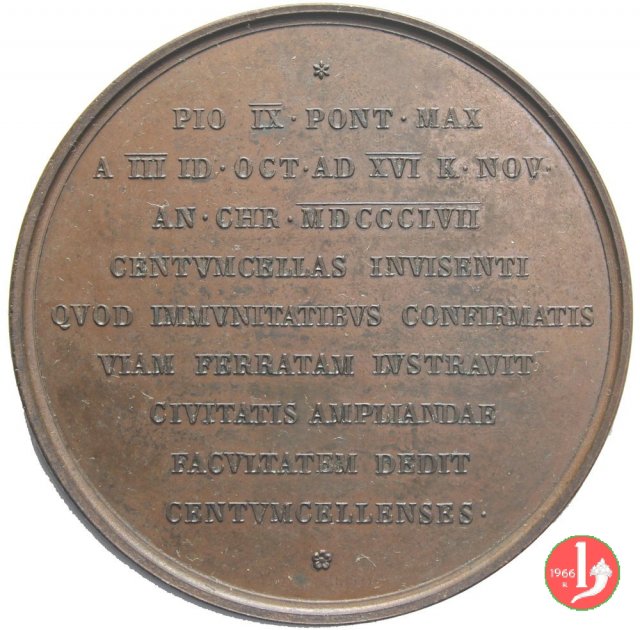 PIO IX · PONT · MAX
A III ID · OCT · AD XVI K · NOV ·
AN · CHR · MDCCCLVII
CENTVMCELLAS INVISENTI
QVOD IMMVNITATIBVS CONFIRMATIS
VIAM FERRATAM LVSTRAVIT
CIVITATIS AMPLIANDAE
FACVLTATEM DEDIT
CENTVMCELLENSES ·
1966
R